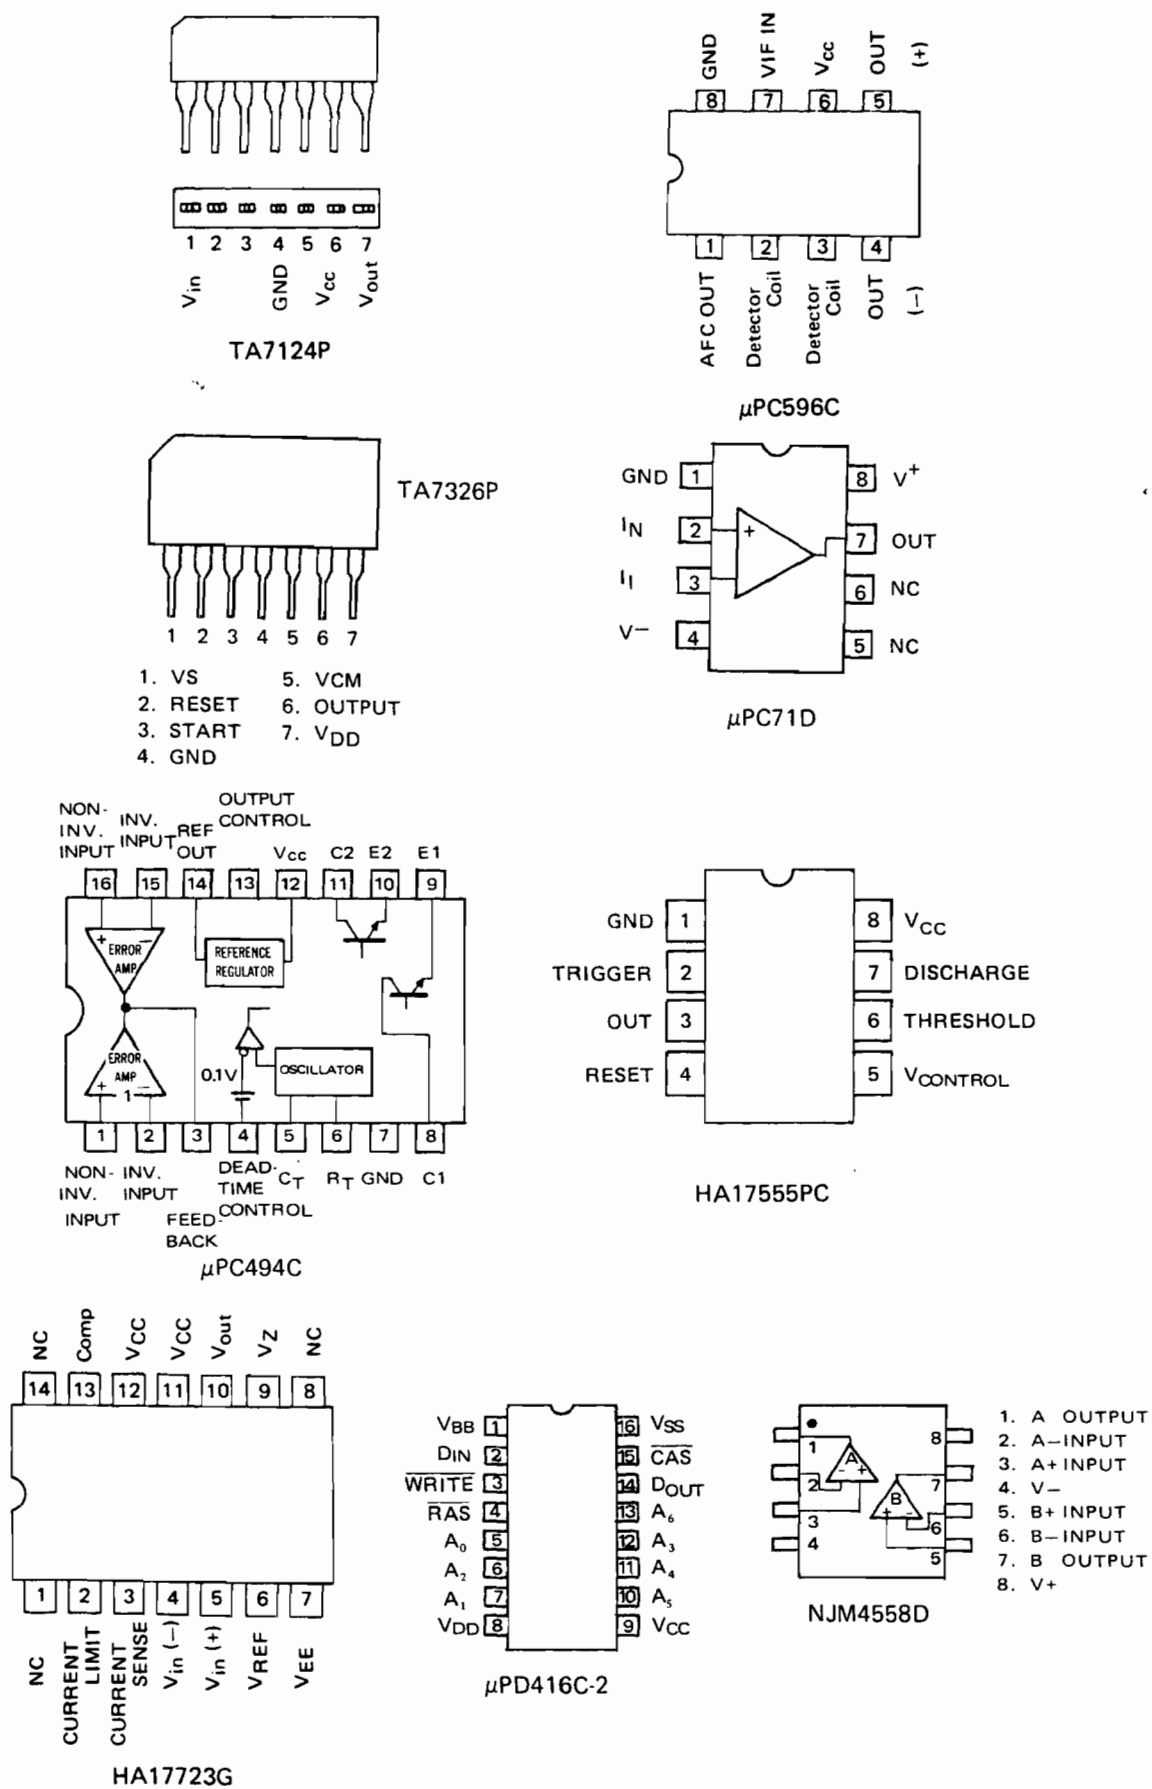 1 2 3 4 5 6 7
Vin GND Vcc Vout
TA7124P
GND VIF IN Vcc OUT (+)
8 7 6 5
1 2 3 4
AFC OUT Detector Coil Detector Coil OUT (−)
μPC596C
TA7326P
1 2 3 4 5 6 7
1. VS
2. RESET
3. START
4. GND
5. VCM
6. OUTPUT
7. VDD
GND 1
IN 2
II 3
V− 4
+
8 V+
7 OUT
6 NC
5 NC
μPC71D
NON-
INV.
INPUT
INV.
INPUT
REF
OUT
OUTPUT
CONTROL
Vcc C2 E2 E1
16 15 14 13 12 11 10 9
+ −
ERROR
AMP
REFERENCE
REGULATOR
ERROR
AMP
+ 1 −
0.1V
OSCILLATOR
1 2 3 4 5 6 7 8
NON-
INV.
INPUT
INV.
INPUT
FEED-
BACK
DEAD-
TIME
CONTROL
CT RT GND C1
μPC494C
GND 1
TRIGGER 2
OUT 3
RESET 4
8 VCC
7 DISCHARGE
6 THRESHOLD
5 VCONTROL
HA17555PC
NC Comp VCC VCC Vout VZ NC
14 13 12 11 10 9 8
1 2 3 4 5 6 7
NC CURRENT LIMIT CURRENT SENSE Vin (−) Vin (+) VREF VEE
HA17723G
VBB 1
DIN 2
WRITE 3
RAS 4
A0 5
A2 6
A1 7
VDD 8
16 VSS
15 CAS
14 DOUT
13 A6
12 A3
11 A4
10 A5
9 VCC
μPD416C-2
1 8
A
- +
2 7
B
+ -
3 6
4 5
NJM4558D
1. A OUTPUT
2. A−INPUT
3. A+INPUT
4. V−
5. B+INPUT
6. B−INPUT
7. B OUTPUT
8. V+